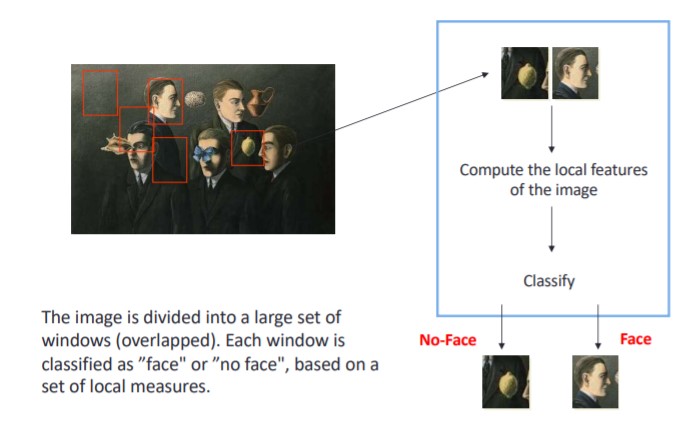 Compute the local features
of the image
Classify
The image is divided into a large set of
windows (overlapped). Each window is
classified as ”face" or ”no face", based on a
set of local measures.
No-Face
Face